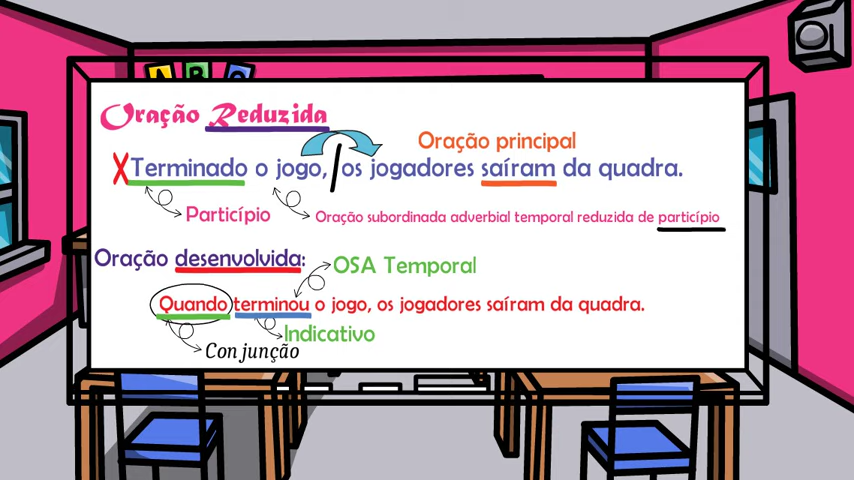 A B C
Oração Reduzida
Oração principal
X Terminado o jogo, / os jogadores saíram da quadra.
Particípio
Oração subordinada adverbial temporal reduzida de particípio
Oração desenvolvida:
OSA Temporal
Quando terminou o jogo, os jogadores saíram da quadra.
Indicativo
Conjunção